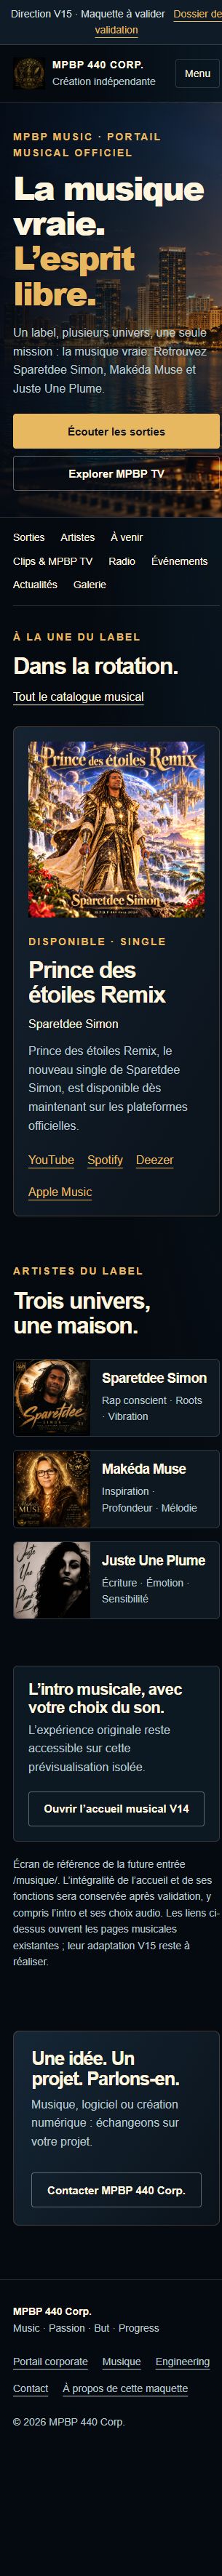 Direction V15 · Maquette à valider Dossier de
validation
MPBP 440 CORP.
Création indépendante
Menu
MPBP MUSIC · PORTAIL
MUSICAL OFFICIEL
La musique
vraie.
L’esprit
libre.
Un label, plusieurs univers, une seule
mission : la musique vraie. Retrouvez
Sparetdee Simon, Makéda Muse et
Juste Une Plume.
Écouter les sorties
Explorer MPBP TV
Sorties Artistes À venir
Clips & MPBP TV Radio Événements
Actualités Galerie
À LA UNE DU LABEL
Dans la rotation.
Tout le catalogue musical
Prince des étoiles Remix
Sparetdee Simon
DISPONIBLE · SINGLE
Prince des
étoiles Remix
Sparetdee Simon
Prince des étoiles Remix, le
nouveau single de Sparetdee
Simon, est disponible dès
maintenant sur les plateformes
officielles.
YouTube Spotify Deezer
Apple Music
ARTISTES DU LABEL
Trois univers,
une maison.
Sparetdee
SIMON
Sparetdee Simon
Rap conscient · Roots
· Vibration
MUSE
Makéda Muse
Inspiration ·
Profondeur · Mélodie
Juste
Une
Plume
Juste Une Plume
Écriture · Émotion ·
Sensibilité
L’intro musicale, avec
votre choix du son.
L’expérience originale reste
accessible sur cette
prévisualisation isolée.
Ouvrir l’accueil musical V14
Écran de référence de la future entrée
/musique/. L’intégralité de l’accueil et de ses
fonctions sera conservée après validation, y
compris l’intro et ses choix audio. Les liens ci-
dessus ouvrent les pages musicales
existantes ; leur adaptation V15 reste à
réaliser.
Une idée. Un
projet. Parlons-en.
Musique, logiciel ou création
numérique : échangeons sur
votre projet.
Contacter MPBP 440 Corp.
MPBP 440 Corp.
Music · Passion · But · Progress
Portail corporate Musique Engineering
Contact À propos de cette maquette
© 2026 MPBP 440 Corp.